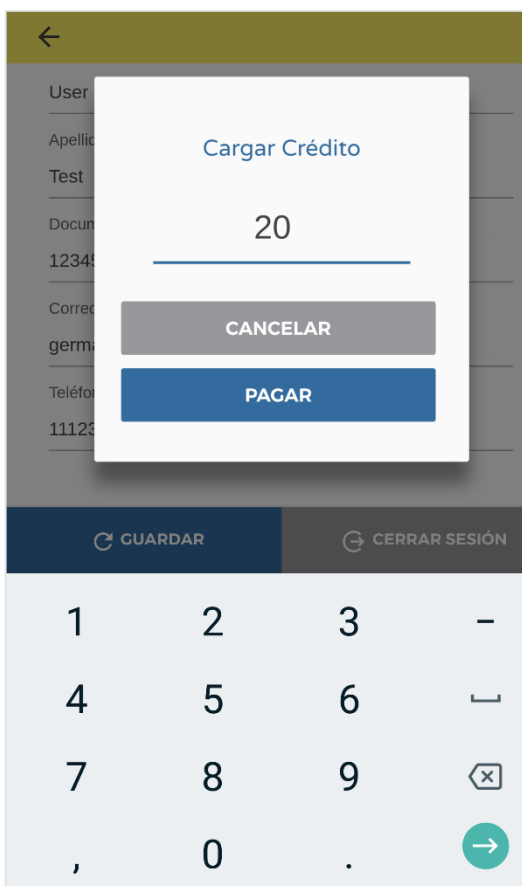 User
Test
Cargar Crédito
20
CANCELAR
PAGAR
GUARDAR
CERRAR SESIÓN
1 2 3 -
4 5 6
7 8 9
, 0 .